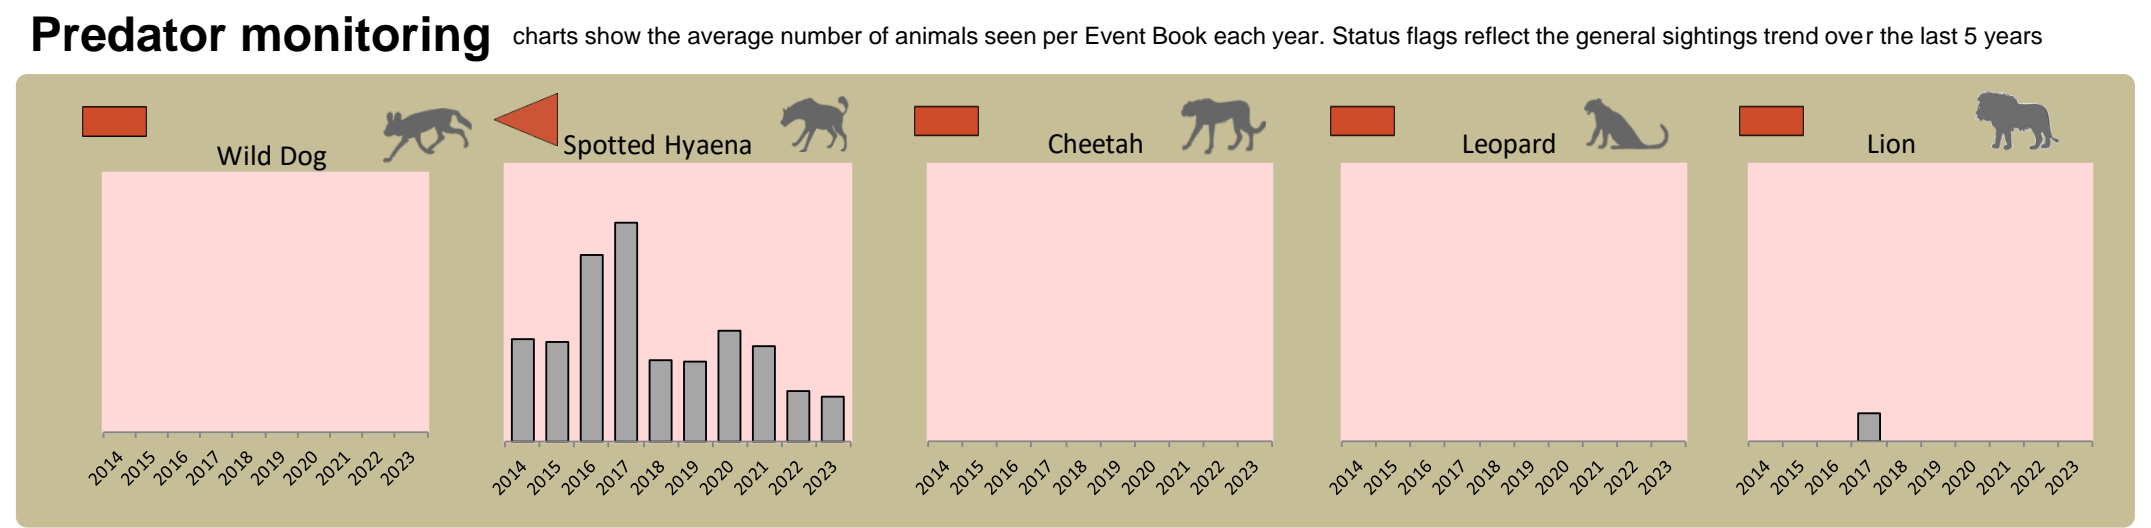 Predator monitoring charts show the average number of animals seen per Event Book each year. Status flags reflect the general sightings trend over the last 5 years
Wild Dog
2014 2015 2016 2017 2018 2019 2020 2021 2022 2023
Spotted Hyaena
2014 2015 2016 2017 2018 2019 2020 2021 2022 2023
Cheetah
2014 2015 2016 2017 2018 2019 2020 2021 2022 2023
Leopard
2014 2015 2016 2017 2018 2019 2020 2021 2022 2023
Lion
2014 2015 2016 2017 2018 2019 2020 2021 2022 2023